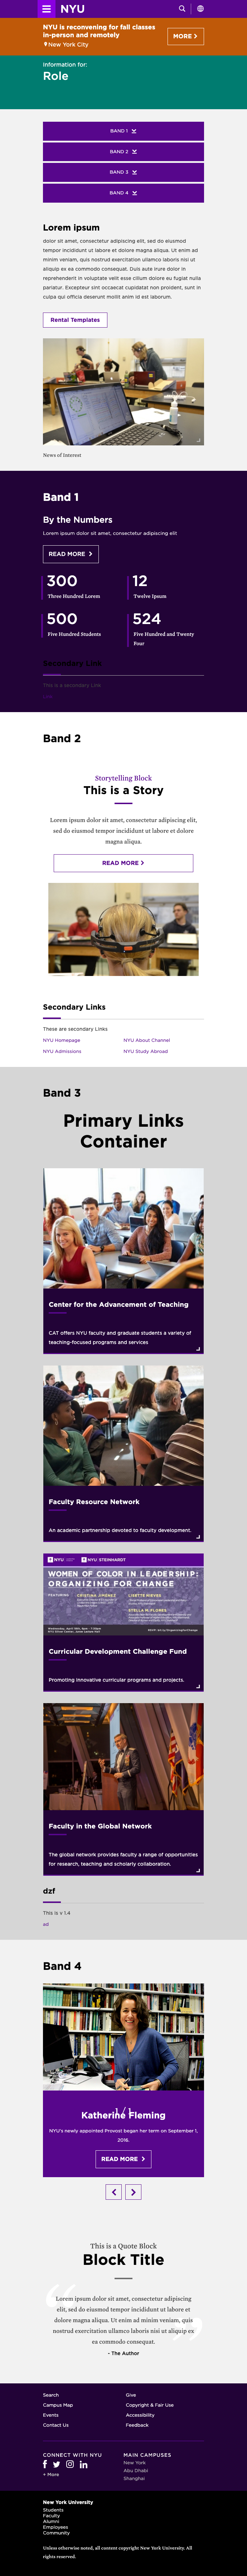 NYU
NYU is reconvening for fall classes
in-person and remotely
New York City
MORE
Information for:
Role
BAND 1
BAND 2
BAND 3
BAND 4
Lorem ipsum
dolor sit amet, consectetur adipiscing elit, sed do eiusmod
tempor incididunt ut labore et dolore magna aliqua. Ut enim ad
minim veniam, quis nostrud exercitation ullamco laboris nisi ut
aliquip ex ea commodo consequat. Duis aute irure dolor in
reprehenderit in voluptate velit esse cillum dolore eu fugiat nulla
pariatur. Excepteur sint occaecat cupidatat non proident, sunt in
culpa qui officia deserunt mollit anim id est laborum.
Rental Templates
News of Interest
Band 1
By the Numbers
Lorem ipsum dolor sit amet, consectetur adipiscing elit
READ MORE
300
Three Hundred Lorem
12
Twelve Ipsum
500
Five Hundred Students
524
Five Hundred and Twenty
Four
Secondary Link
This is a secondary Link
Band 2
Storytelling Block
This is a Story
Lorem ipsum dolor sit amet, consectetur adipiscing elit,
sed do eiusmod tempor incididunt ut labore et dolore
magna aliqua.
READ MORE
Secondary Links
These are secondary Links
NYU Homepage
NYU About Channel
NYU Admissions
NYU Study Abroad
Band 3
Primary Links
Container
Center for the Advancement of Teaching
CAT offers NYU faculty and graduate students a variety of
teaching-focused programs and services
Faculty Resource Network
An academic partnership devoted to faculty development.
NYU
NYU STEINHARDT
WOMEN OF COLOR IN LEADERSHIP:
ORGANIZING FOR CHANGE
Curricular Development Challenge Fund
Promoting innovative curricular programs and projects.
Faculty in the Global Network
The global network provides faculty a range of opportunities
for research, teaching and scholarly collaboration.
dzf
This is v 1.4
ad
Band 4
1 / 1
Katherine Fleming
NYU's newly appointed Provost began her term on September 1,
2016.
READ MORE
This is a Quote Block
Block Title
Lorem ipsum dolor sit amet, consectetur adipiscing
elit, sed do eiusmod tempor incididunt ut labore et
dolore magna aliqua. Ut enim ad minim veniam, quis
nostrud exercitation ullamco laboris nisi ut aliquip ex
ea commodo consequat.
- The Author
Search
Give
Campus Map
Copyright & Fair Use
Events
Accessibility
Contact Us
Feedback
CONNECT WITH NYU
+ More
MAIN CAMPUSES
New York
Abu Dhabi
Shanghai
New York University
Students
Faculty
Alumni
Employees
Community
Unless otherwise noted, all content copyright New York University. All
rights reserved.